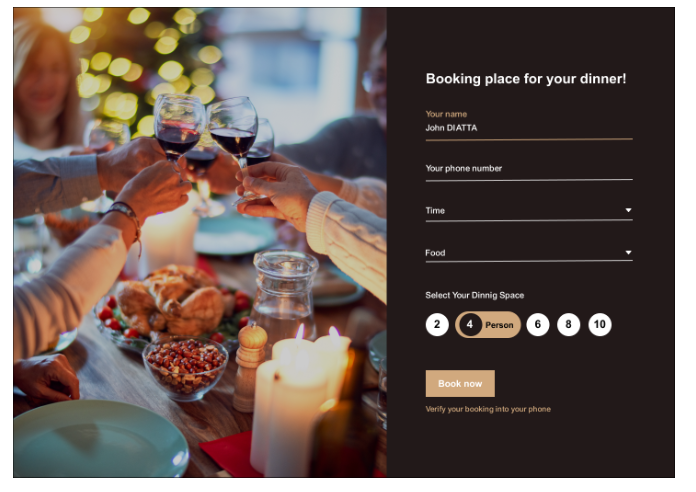 Booking place for your dinner!
Your name
John DIATTA
Your phone number
Time
Food
Select Your Dinnig Space
2 4 Person 6 8 10
Book now
Verify your booking into your phone